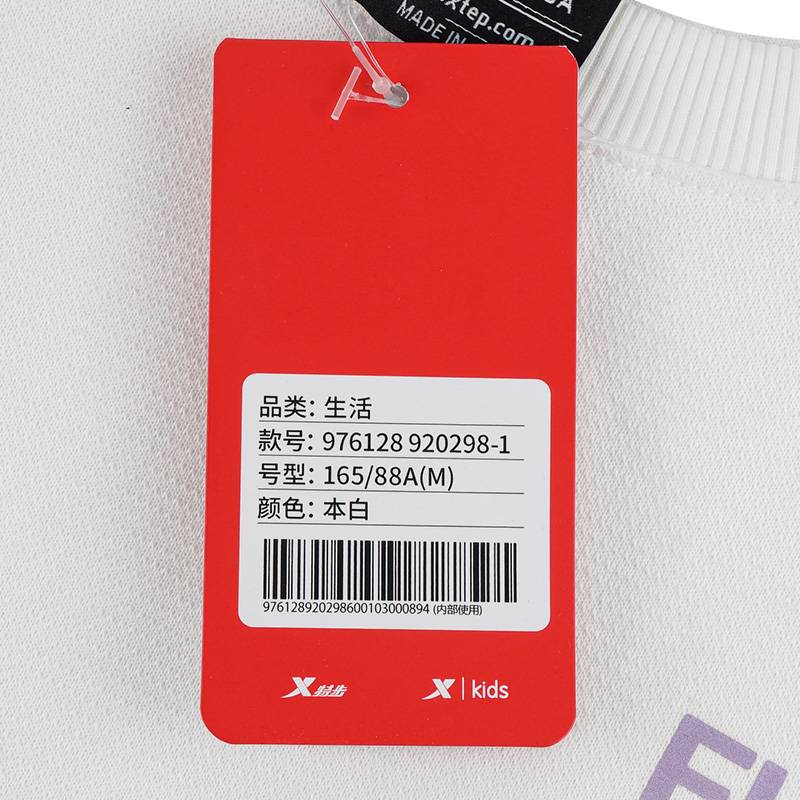 xtep.com
MADE IN
品类: 生活
款号: 976128 920298-1
号型: 165/88A(M)
颜色: 本白
976128920298600103000894 (内部使用)
X 特步
X | kids